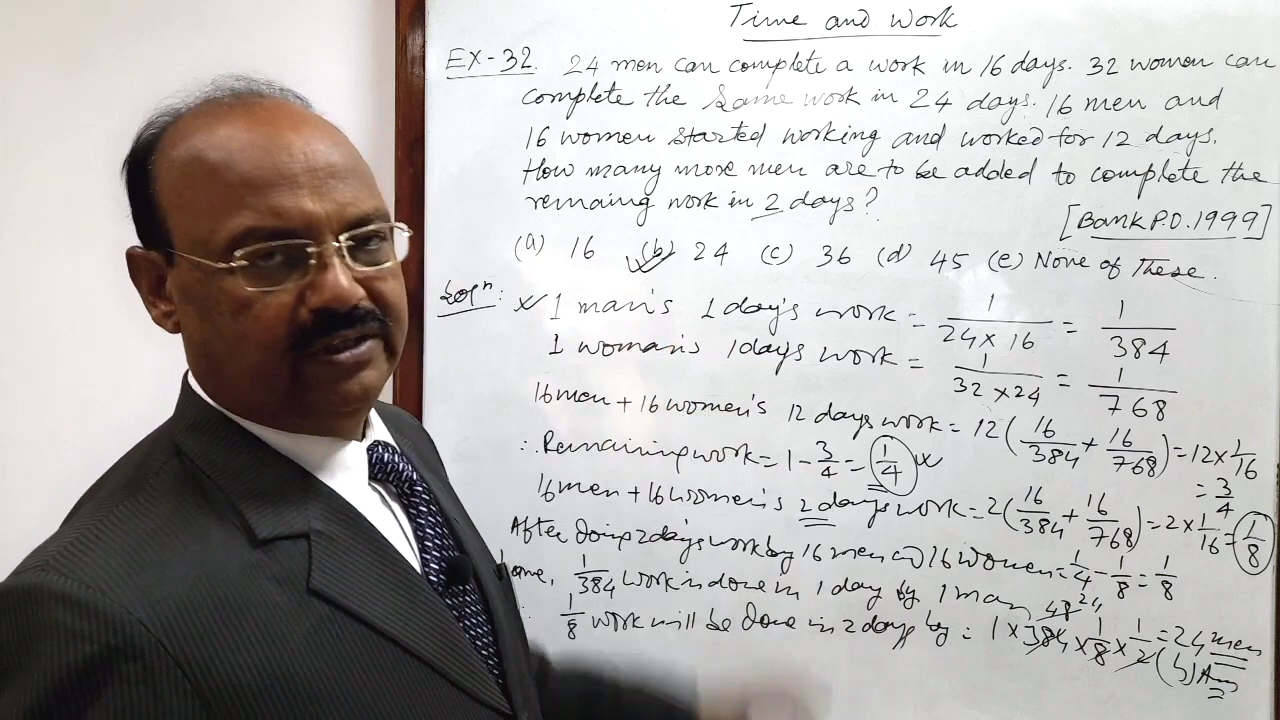 Time and Work
EX-32. 24 men can complete a work in 16 days. 32 women can
complete the same work in 24 days. 16 men and
16 women started working and worked for 12 days.
How many more men are to be added to complete the
remaing work in 2 days?
[Bank P.O. 1999]
(a) 16 (b) 24 (c) 36 (d) 45 (e) None of These.
Solⁿ: 1 man's 1 day's work = 1/(24×16) = 1/384
1 woman's 1 day's work = 1/(32×24) = 1/768
16 men + 16 women's 12 days work = 12(16/384 + 16/768) = 12×1/16
= 3/4
∴ Remaining work = 1 - 3/4 = 1/4
16 men + 16 women's 2 days work = 2(16/384 + 16/768) = 2×1/16 = 1/8
After doing 2 day's work by 16 men and 16 women = 1/4 - 1/8 = 1/8
1/384 work is done in 1 day by 1 man
48 24
1/8 work will be done in 2 days by = 1×384×1/8×1/2 = 24 men
(b) Ans